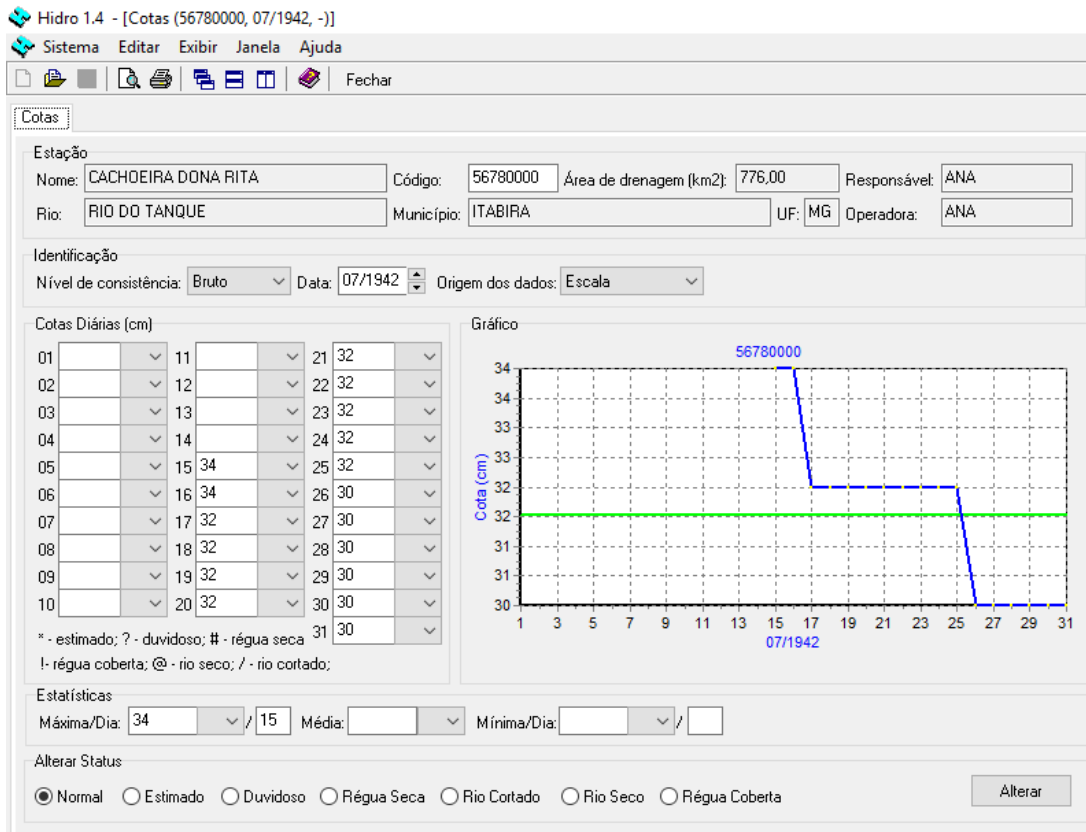 Hidro 1.4 - [Cotas (56780000, 07/1942, -)]
Sistema Editar Exibir Janela Ajuda
Fechar
Cotas
Estação
Nome: CACHOEIRA DONA RITA Código: 56780000 Área de drenagem (km2): 776,00 Responsável: ANA
Rio: RIO DO TANQUE Município: ITABIRA UF: MG Operadora: ANA
Identificação
Nível de consistência: Bruto Data: 07/1942 Origem dos dados: Escala
Cotas Diárias (cm)
01 11 21 32
02 12 22 32
03 13 23 32
04 14 24 32
05 15 34 25 32
06 16 34 26 30
07 17 32 27 30
08 18 32 28 30
09 19 32 29 30
10 20 32 30 30
* - estimado; ? - duvidoso; # - régua seca 31 30
!- régua coberta; @ - rio seco; / - rio cortado;
Gráfico
56780000
34
34
33
33
32
32
31
31
30
Cota (cm)
1 3 5 7 9 11 13 15 17 19 21 23 25 27 29 31
07/1942
Estatísticas
Máxima/Dia: 34 / 15 Média: Mínima/Dia: /
Alterar Status
Normal Estimado Duvidoso Régua Seca Rio Cortado Rio Seco Régua Coberta Alterar